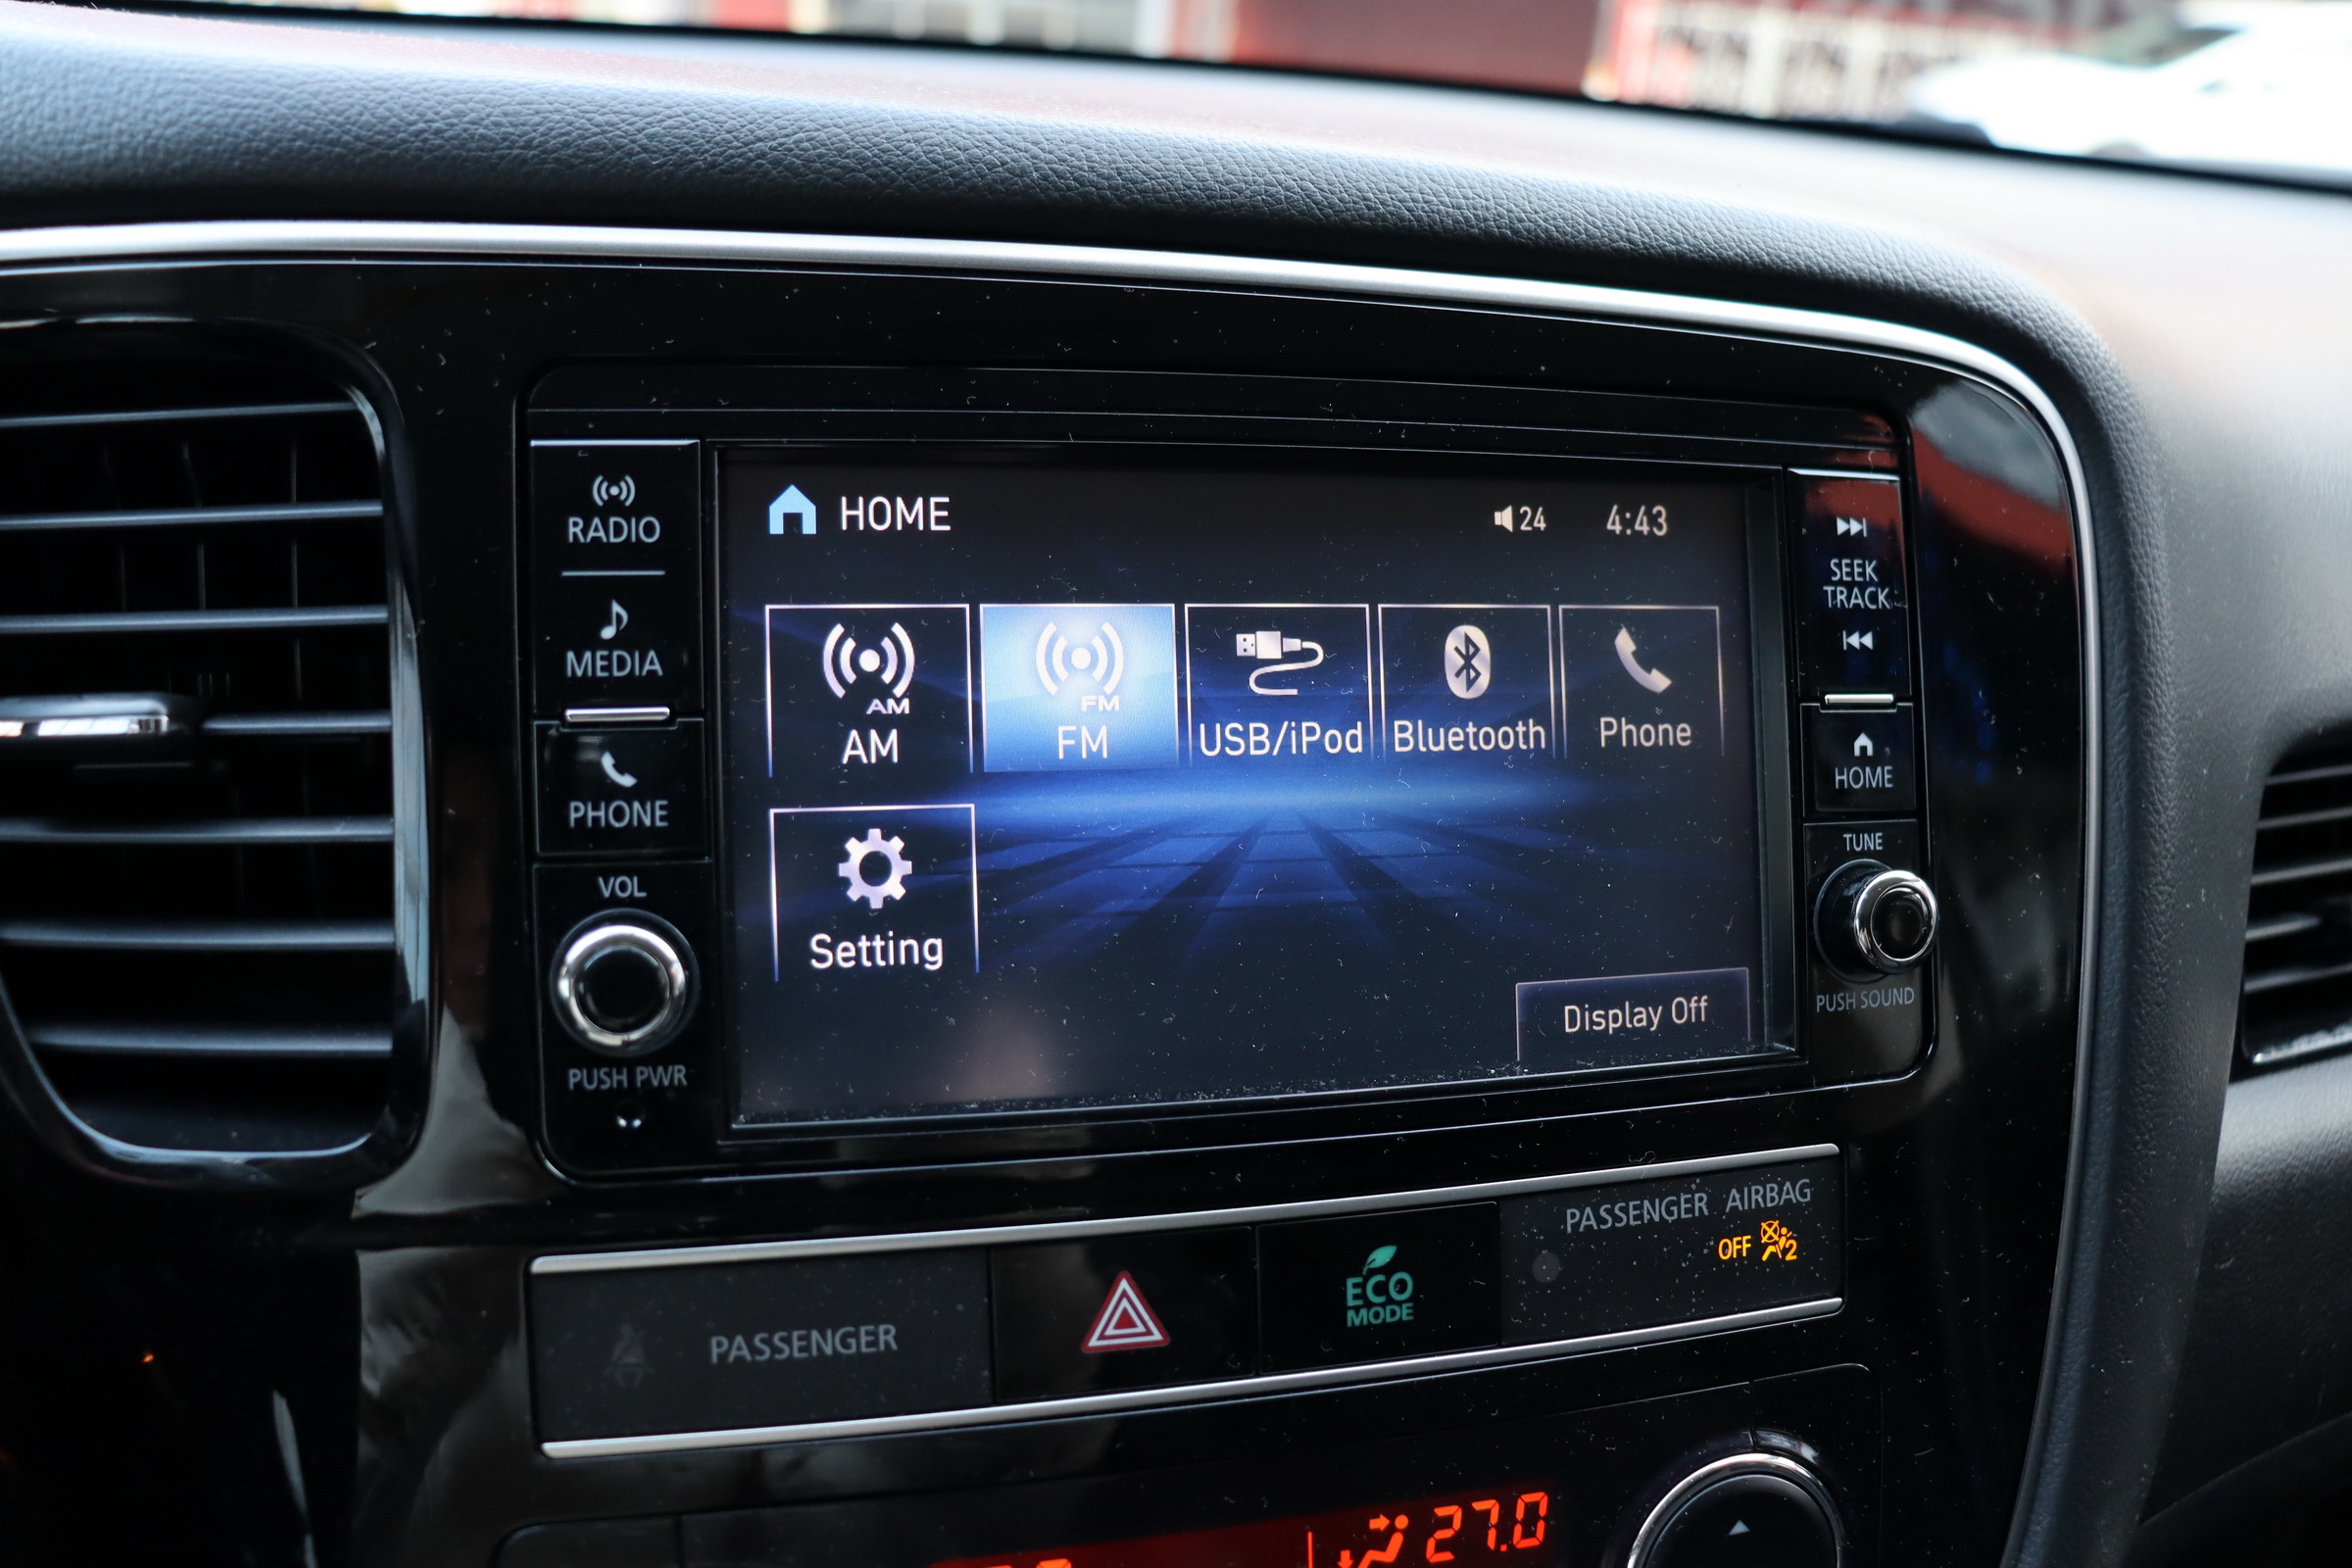 RADIO
MEDIA
PHONE
VOL
PUSH PWR
HOME
24
4:43
AM
AM
FM
FM
USB/iPod
Bluetooth
Phone
Setting
Display Off
SEEK
TRACK
HOME
TUNE
PUSH SOUND
PASSENGER
ECO
MODE
PASSENGER AIRBAG
OFF 2
27.0